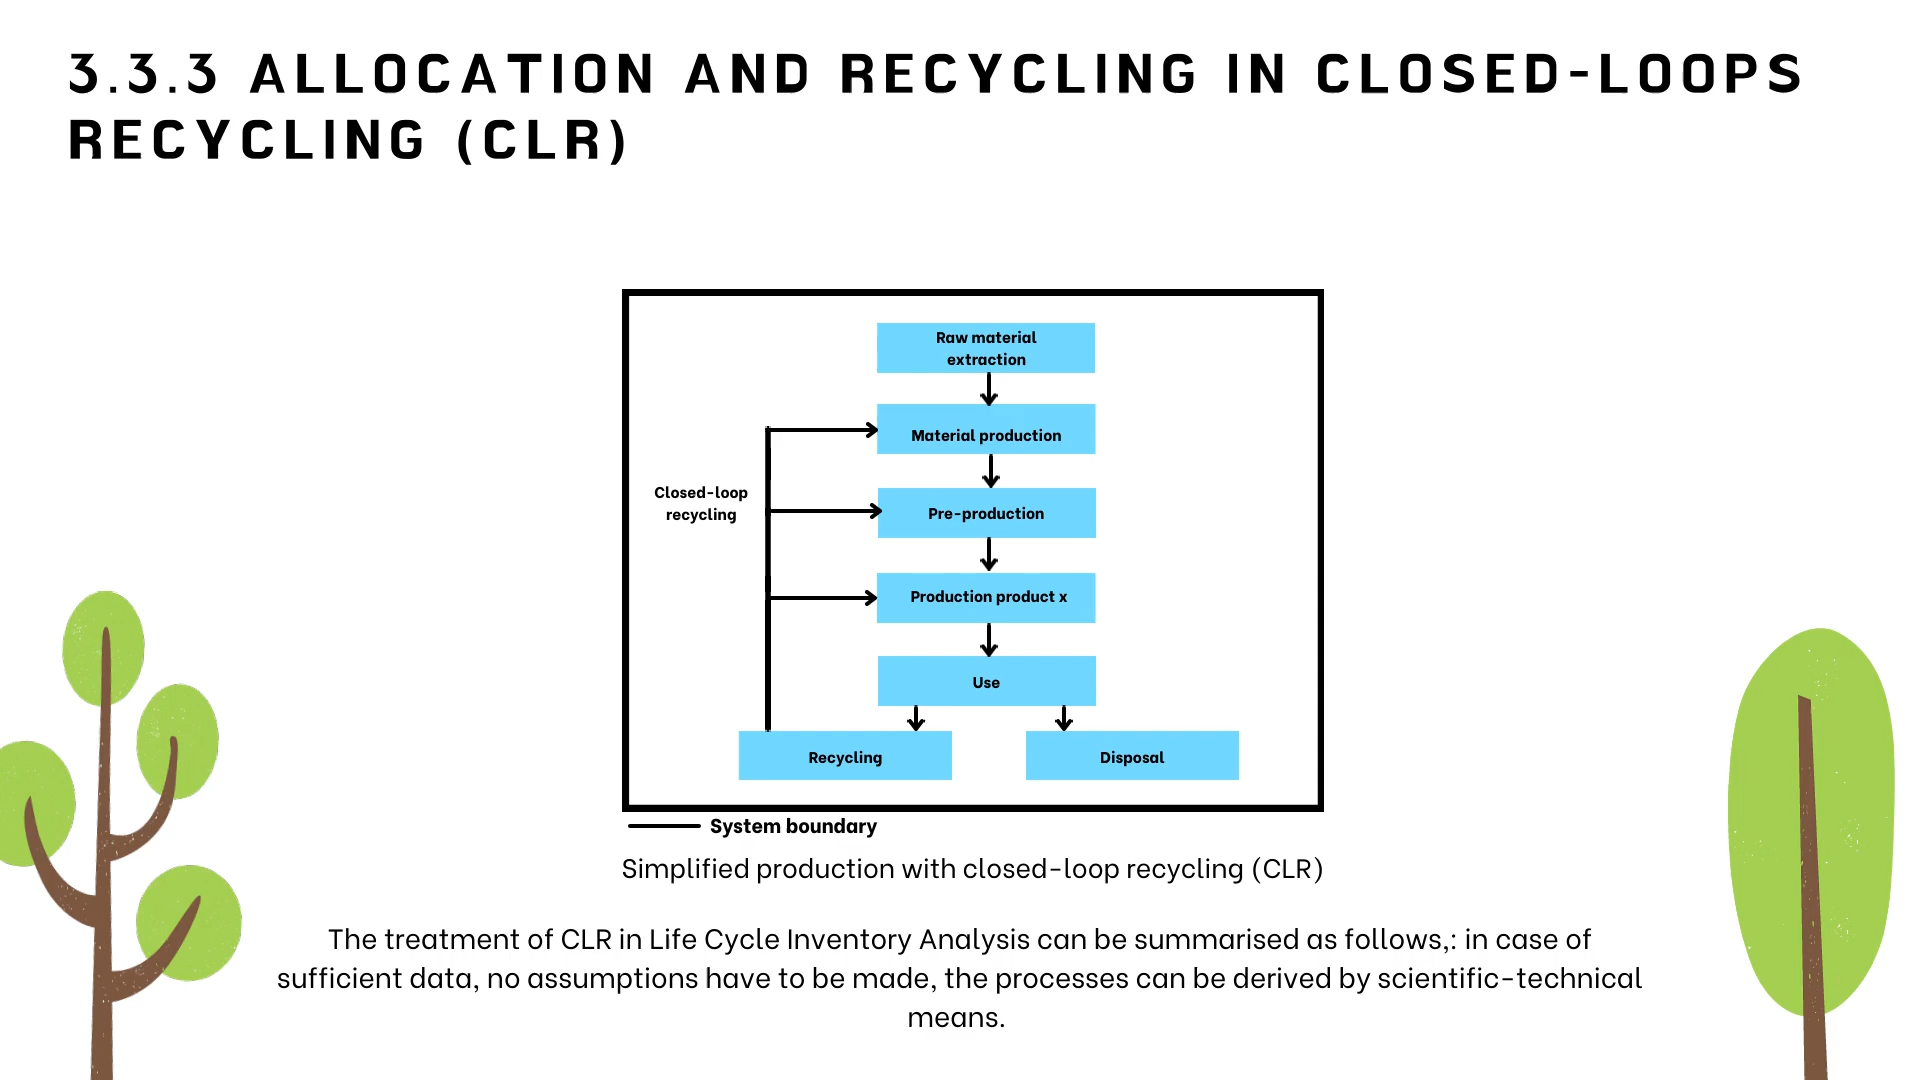 3.3.3 ALLOCATION AND RECYCLING IN CLOSED-LOOPS
RECYCLING (CLR)
Raw material
extraction
Material production
Closed-loop
recycling
Pre-production
Production product x
Use
Recycling
Disposal
System boundary
Simplified production with closed-loop recycling (CLR)
The treatment of CLR in Life Cycle Inventory Analysis can be summarised as follows,: in case of
sufficient data, no assumptions have to be made, the processes can be derived by scientific-technical
means.